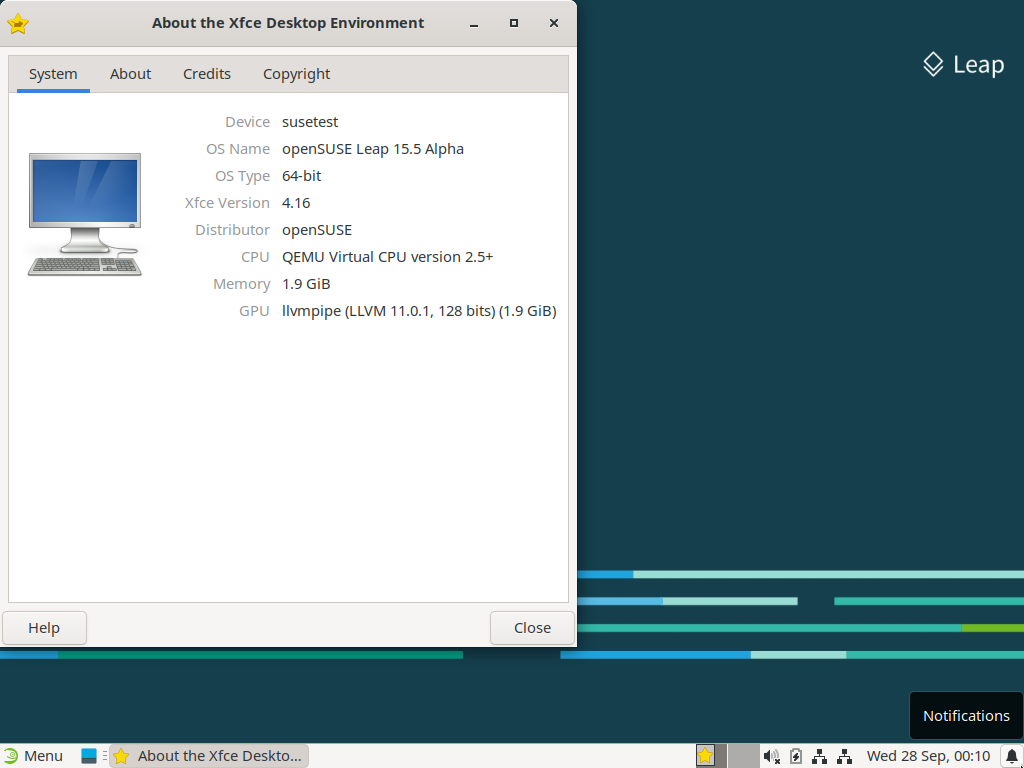 About the Xfce Desktop Environment
Leap
System About Credits Copyright
Device susetest
OS Name openSUSE Leap 15.5 Alpha
OS Type 64-bit
Xfce Version 4.16
Distributor openSUSE
CPU QEMU Virtual CPU version 2.5+
Memory 1.9 GiB
GPU llvmpipe (LLVM 11.0.1, 128 bits) (1.9 GiB)
Help Close
Notifications
Menu About the Xfce Deskto... Wed 28 Sep, 00:10